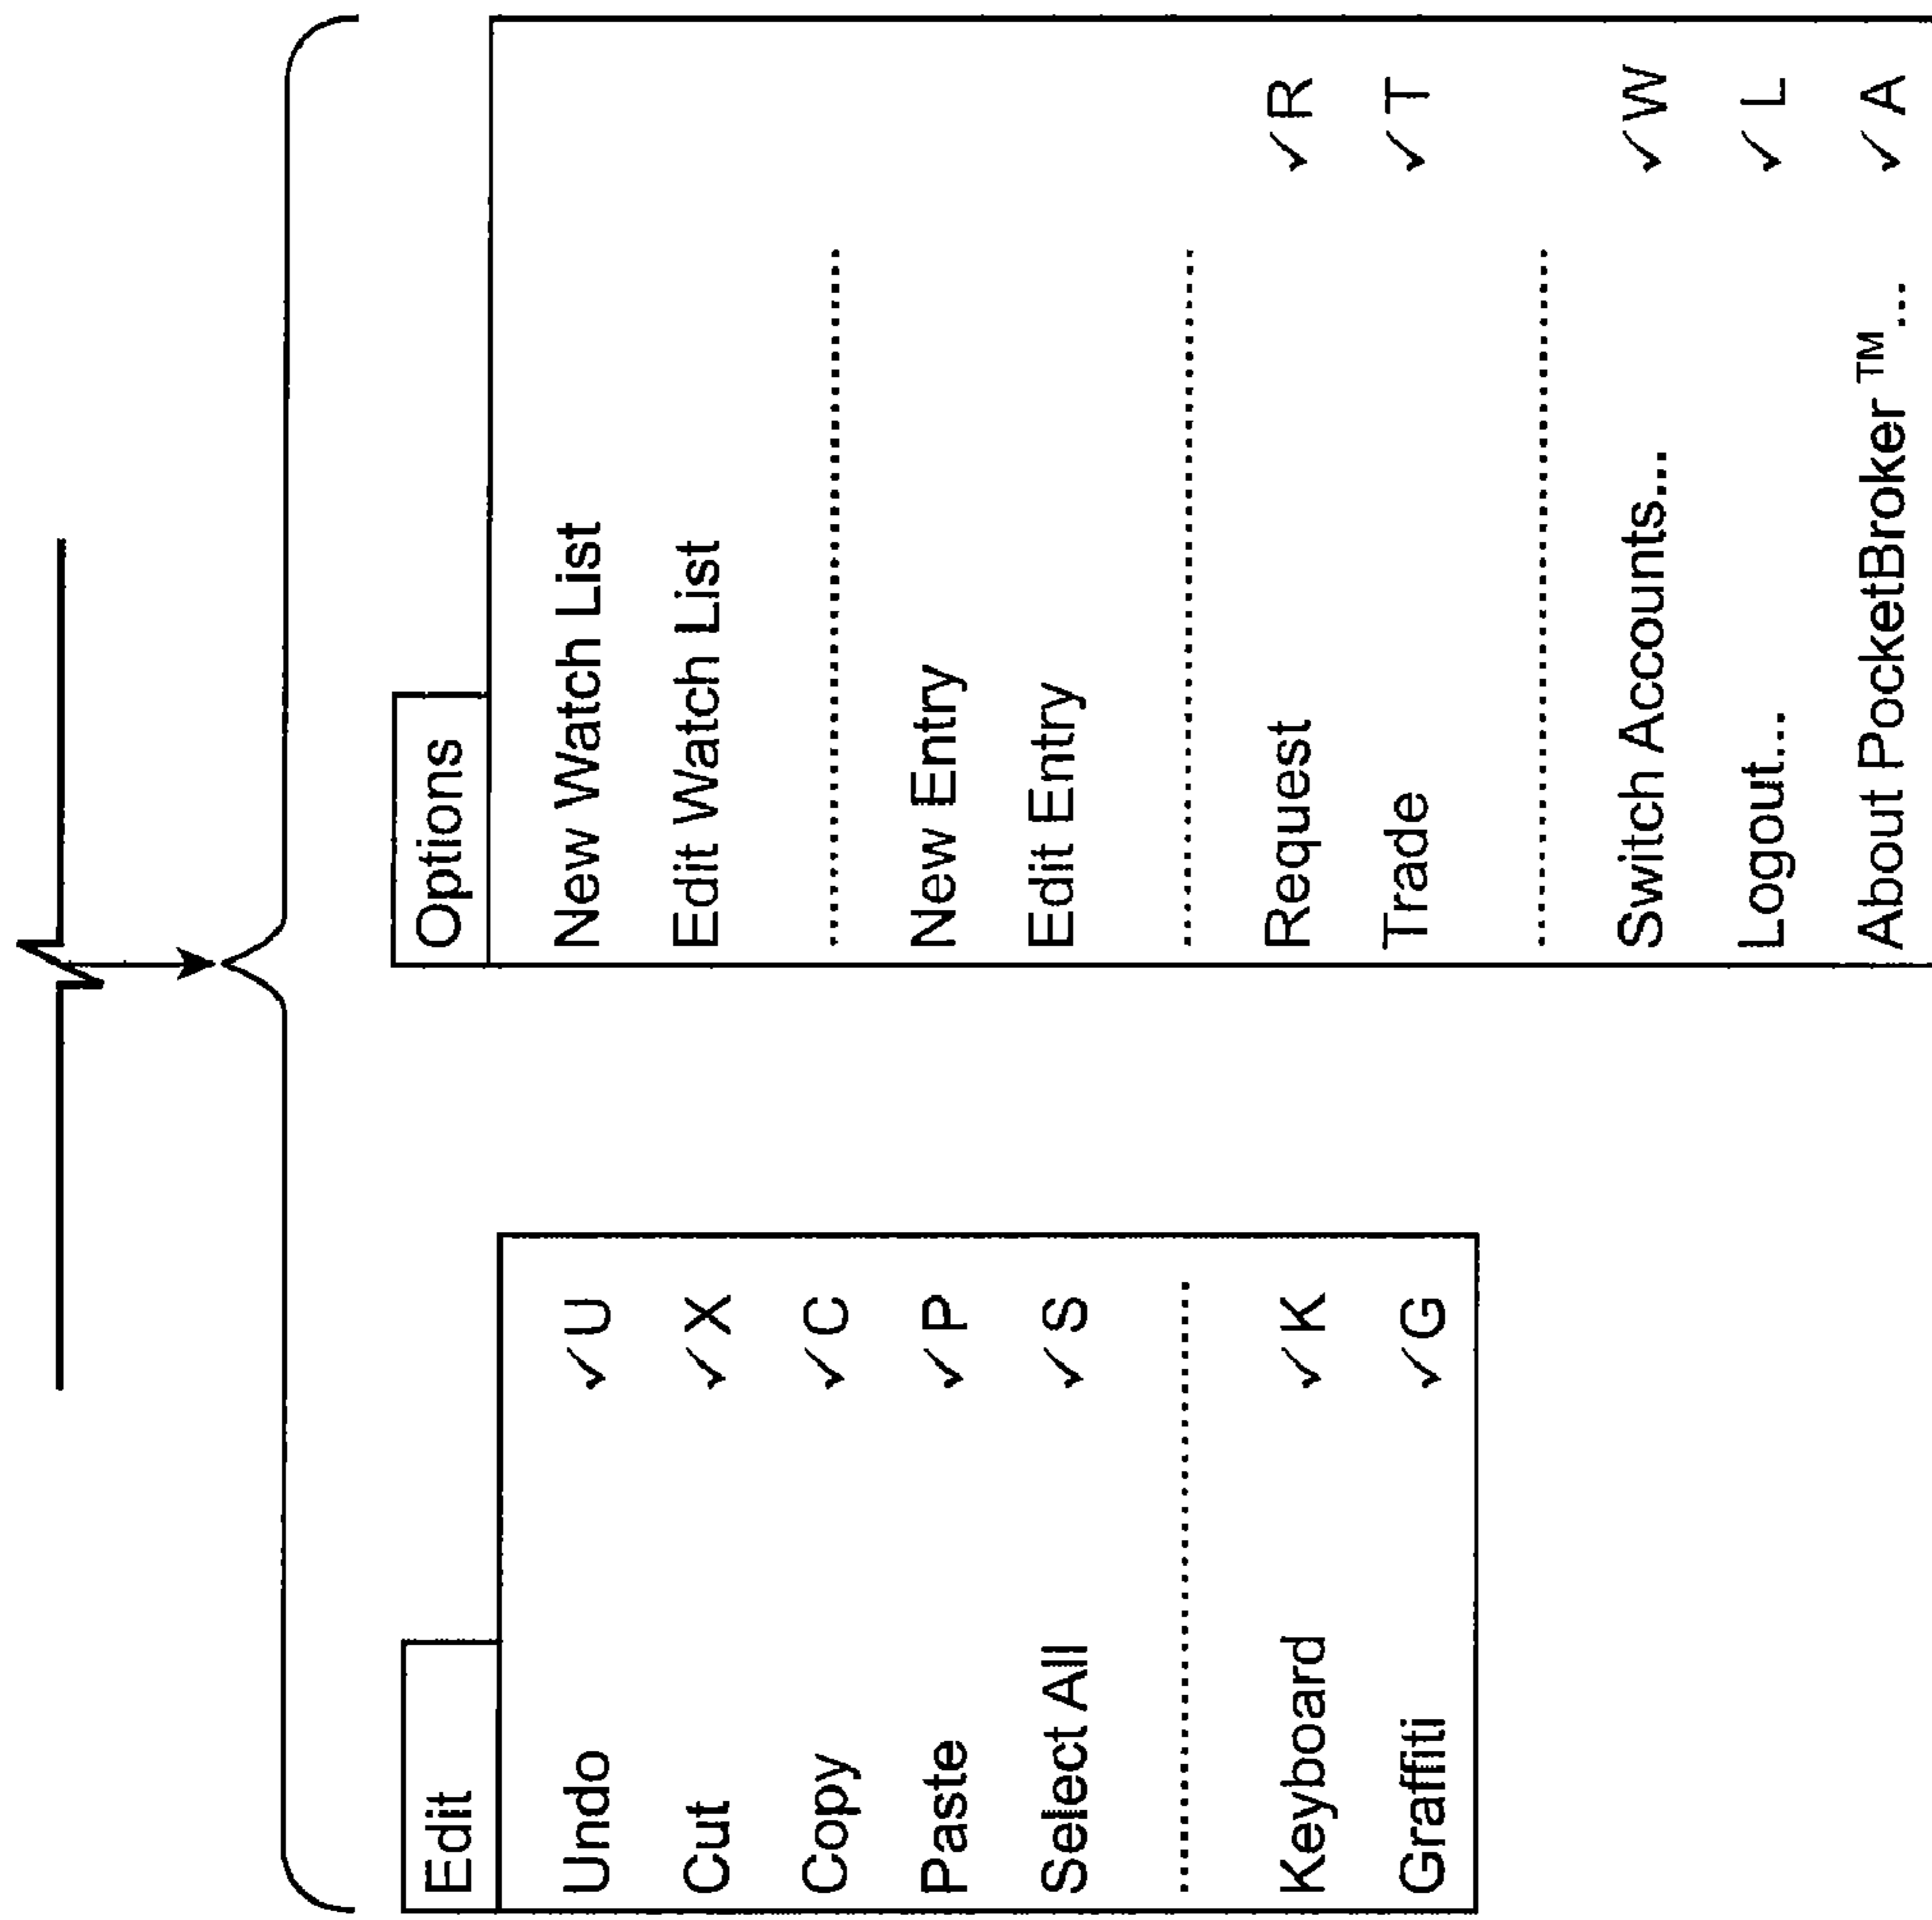 Edit
Undo ✓U
Cut ✓X
Copy ✓C
Paste ✓P
Select All ✓S
Keyboard ✓K
Graffiti ✓G
Options
New Watch List
Edit Watch List
New Entry
Edit Entry
Request ✓R
Trade ✓T
Switch Accounts... ✓W
Logout... ✓L
About PocketBroker™... ✓A